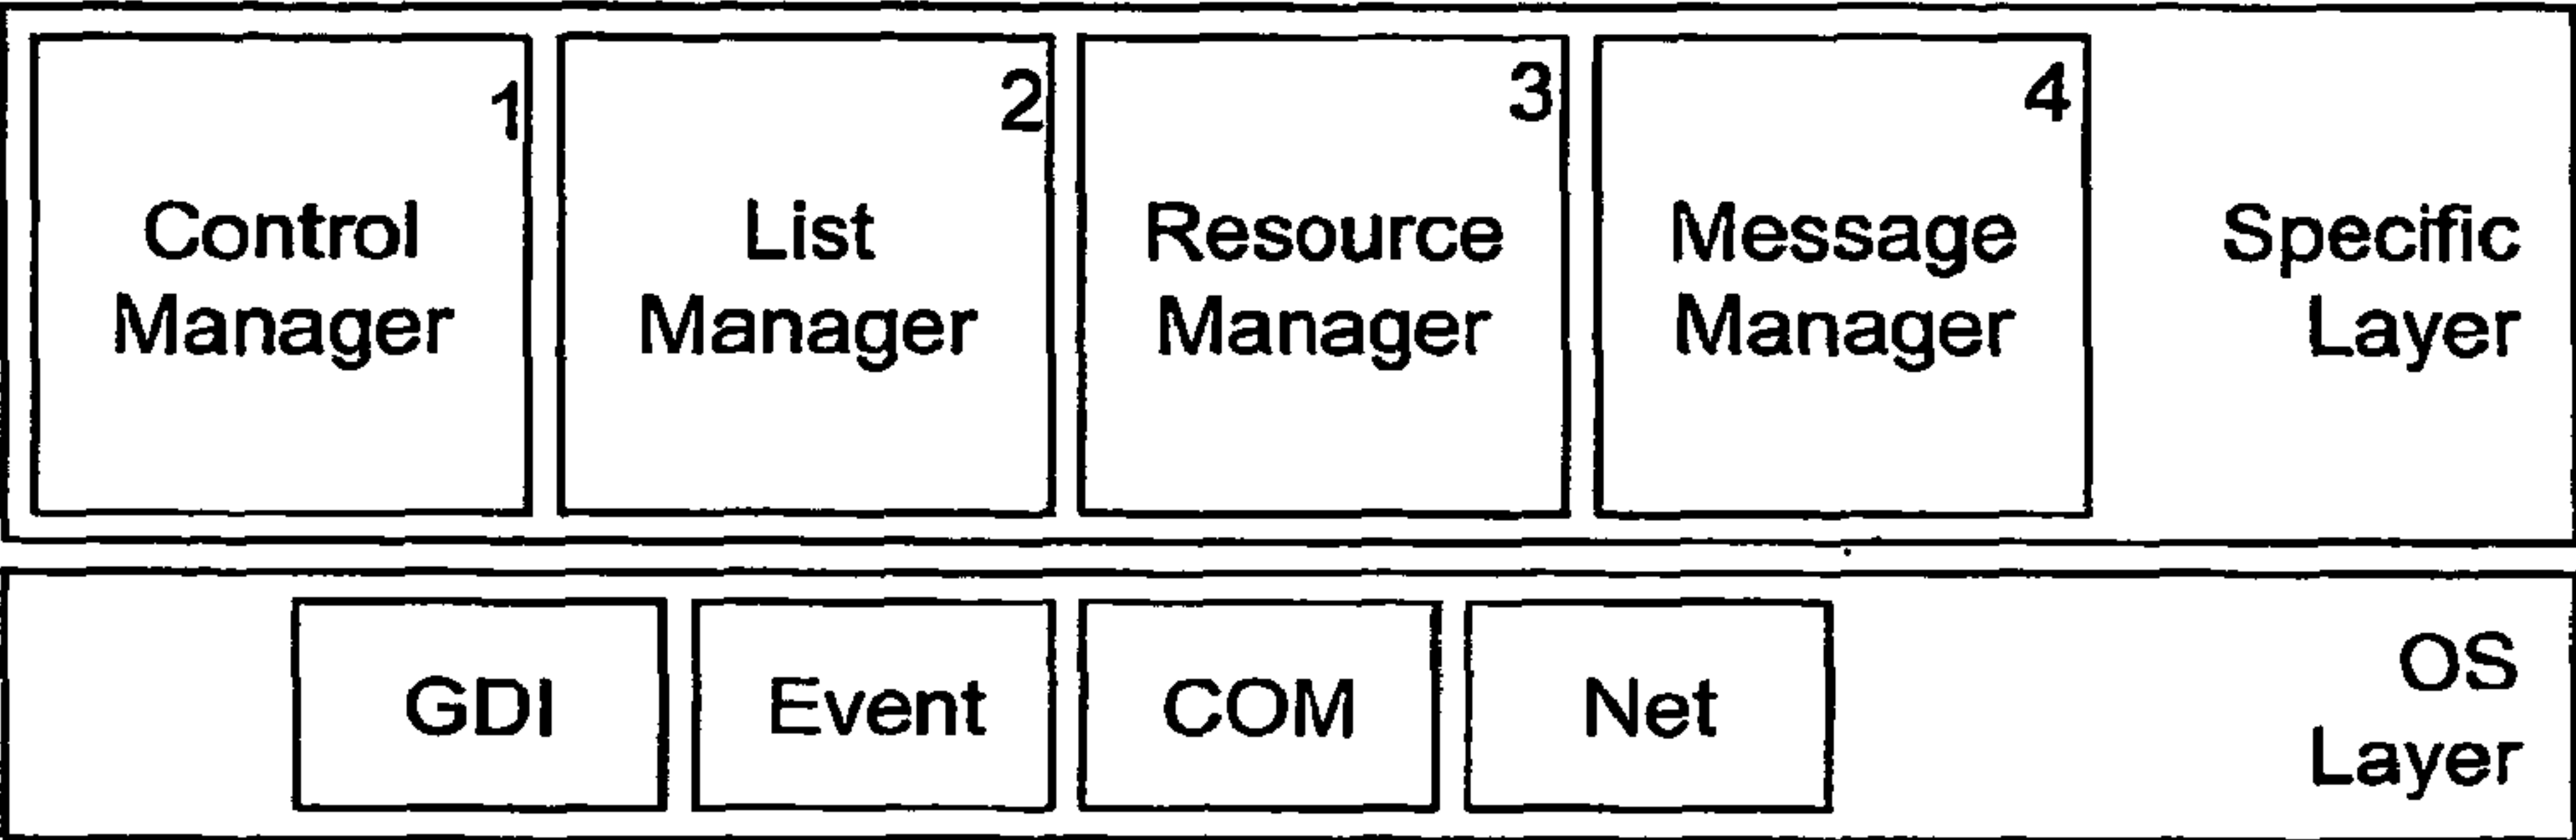 1
Control
Manager
2
List
Manager
3
Resource
Manager
4
Message
Manager
Specific
Layer
GDI
Event
COM
Net
OS
Layer